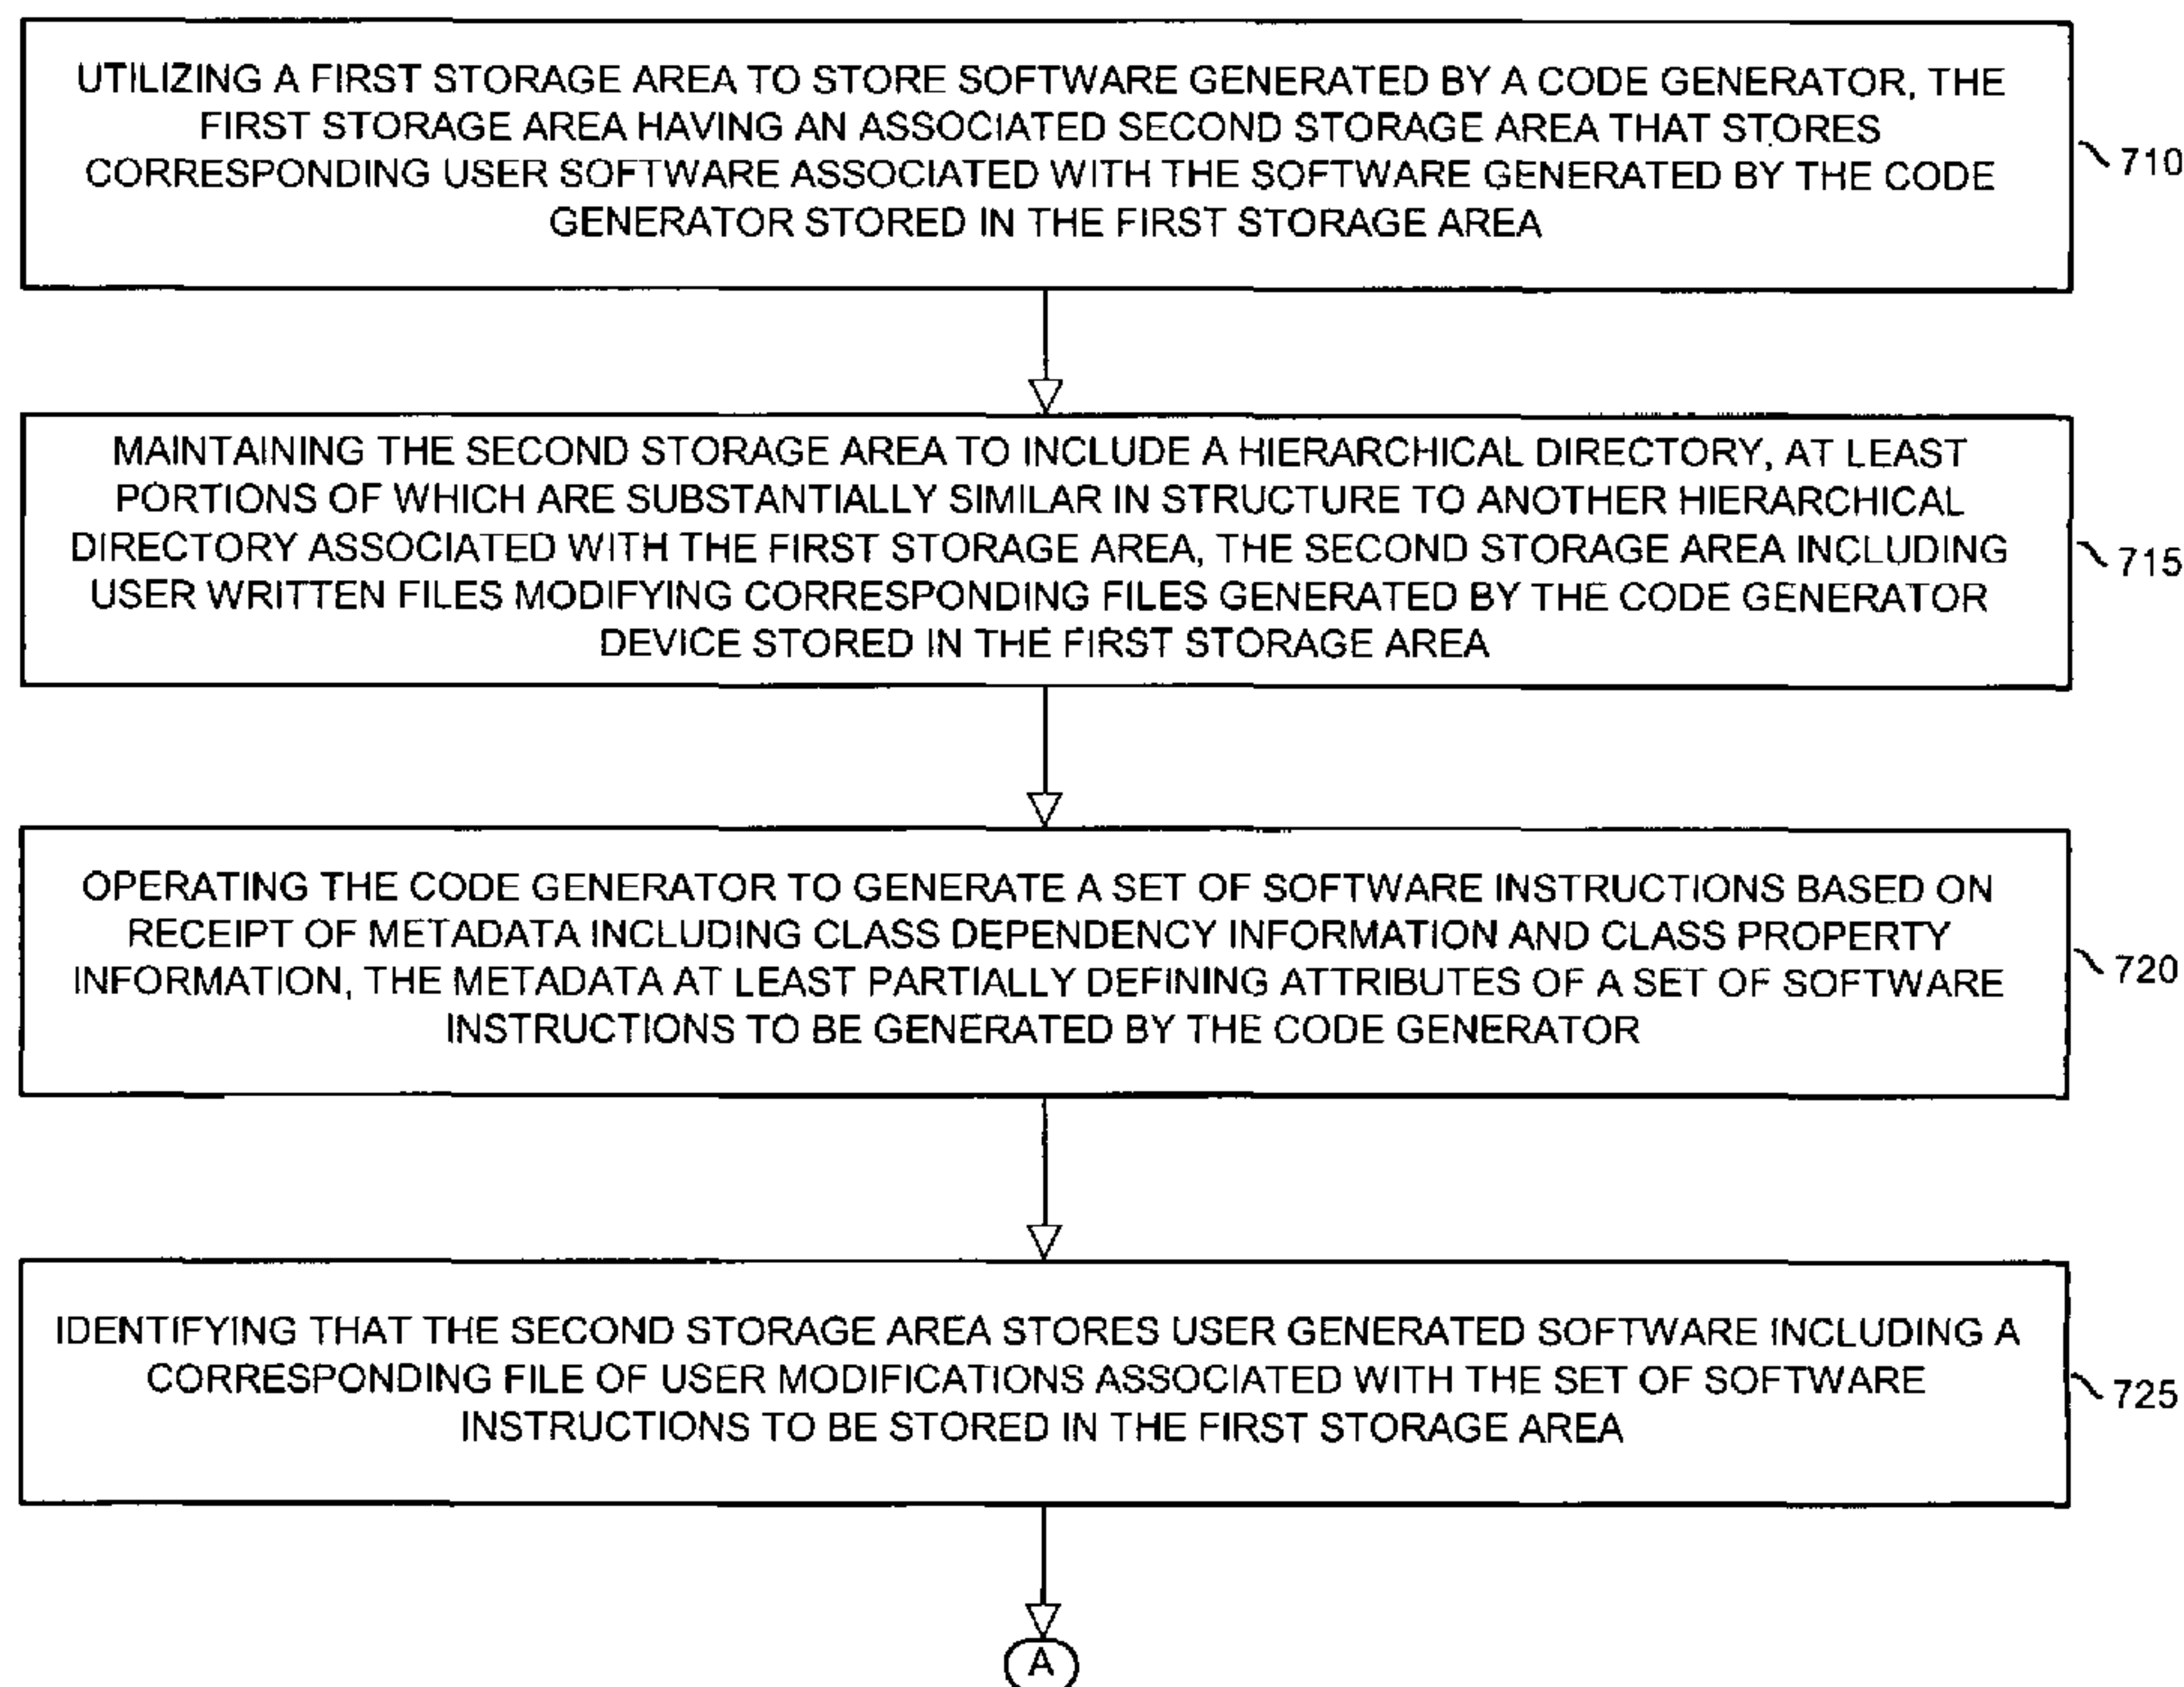 UTILIZING A FIRST STORAGE AREA TO STORE SOFTWARE GENERATED BY A CODE GENERATOR, THE
FIRST STORAGE AREA HAVING AN ASSOCIATED SECOND STORAGE AREA THAT STORES
CORRESPONDING USER SOFTWARE ASSOCIATED WITH THE SOFTWARE GENERATED BY THE CODE
GENERATOR STORED IN THE FIRST STORAGE AREA
710
MAINTAINING THE SECOND STORAGE AREA TO INCLUDE A HIERARCHICAL DIRECTORY, AT LEAST
PORTIONS OF WHICH ARE SUBSTANTIALLY SIMILAR IN STRUCTURE TO ANOTHER HIERARCHICAL
DIRECTORY ASSOCIATED WITH THE FIRST STORAGE AREA, THE SECOND STORAGE AREA INCLUDING
USER WRITTEN FILES MODIFYING CORRESPONDING FILES GENERATED BY THE CODE GENERATOR
DEVICE STORED IN THE FIRST STORAGE AREA
715
OPERATING THE CODE GENERATOR TO GENERATE A SET OF SOFTWARE INSTRUCTIONS BASED ON
RECEIPT OF METADATA INCLUDING CLASS DEPENDENCY INFORMATION AND CLASS PROPERTY
INFORMATION, THE METADATA AT LEAST PARTIALLY DEFINING ATTRIBUTES OF A SET OF SOFTWARE
INSTRUCTIONS TO BE GENERATED BY THE CODE GENERATOR
720
IDENTIFYING THAT THE SECOND STORAGE AREA STORES USER GENERATED SOFTWARE INCLUDING A
CORRESPONDING FILE OF USER MODIFICATIONS ASSOCIATED WITH THE SET OF SOFTWARE
INSTRUCTIONS TO BE STORED IN THE FIRST STORAGE AREA
725
A